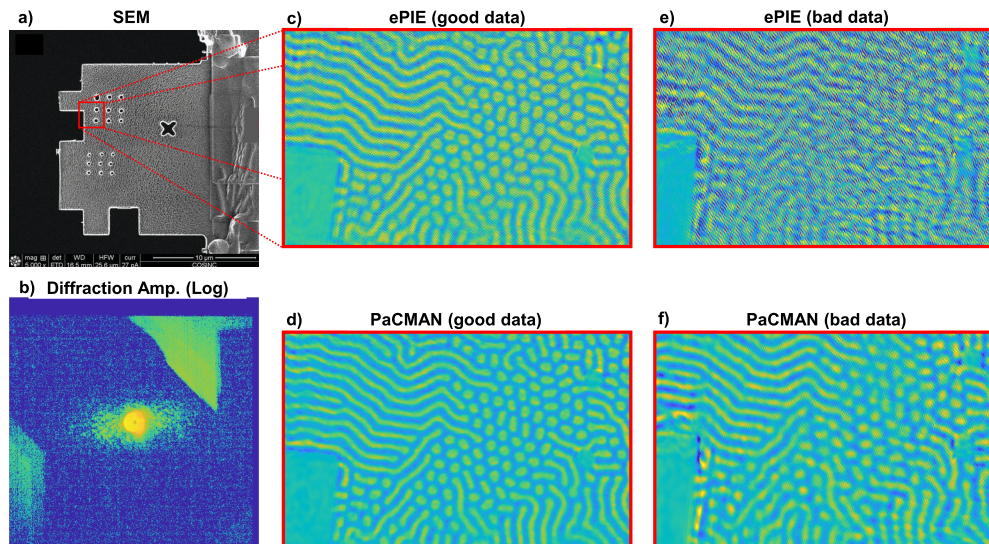 a) SEM
mag det WD HFW curr 10 µm
5 000 x ETD 16.5 mm 25.6 µm 27 pA COSINC
b) Diffraction Amp. (Log)
c) ePIE (good data)
d) PaCMAN (good data)
e) ePIE (bad data)
f) PaCMAN (bad data)